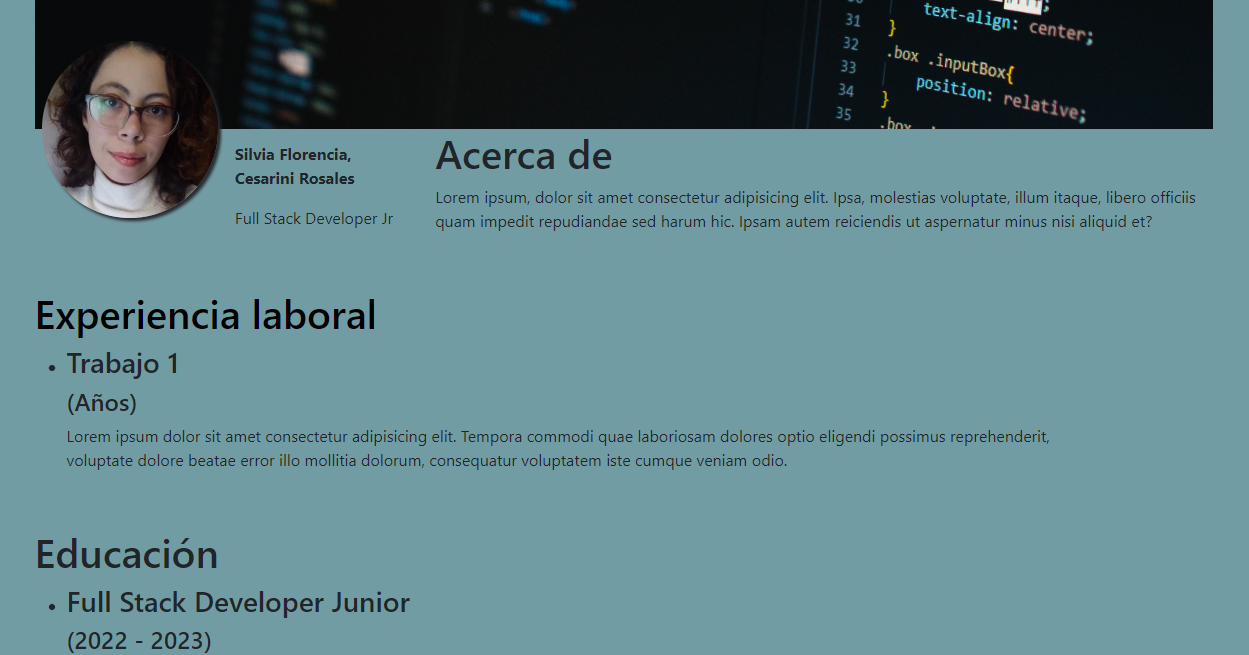 31
text-align: center;
32
}
33
.box .inputBox{
34
position: relative;
35
}
Silvia Florencia,
Cesarini Rosales
Full Stack Developer Jr
Acerca de
Lorem ipsum, dolor sit amet consectetur adipisicing elit. Ipsa, molestias voluptate, illum itaque, libero officiis
quam impedit repudiandae sed harum hic. Ipsam autem reiciendis ut aspernatur minus nisi aliquid et?
Experiencia laboral
• Trabajo 1
(Años)
Lorem ipsum dolor sit amet consectetur adipisicing elit. Tempora commodi quae laboriosam dolores optio eligendi possimus reprehenderit,
voluptate dolore beatae error illo mollitia dolorum, consequatur voluptatem iste cumque veniam odio.
Educación
• Full Stack Developer Junior
(2022 - 2023)